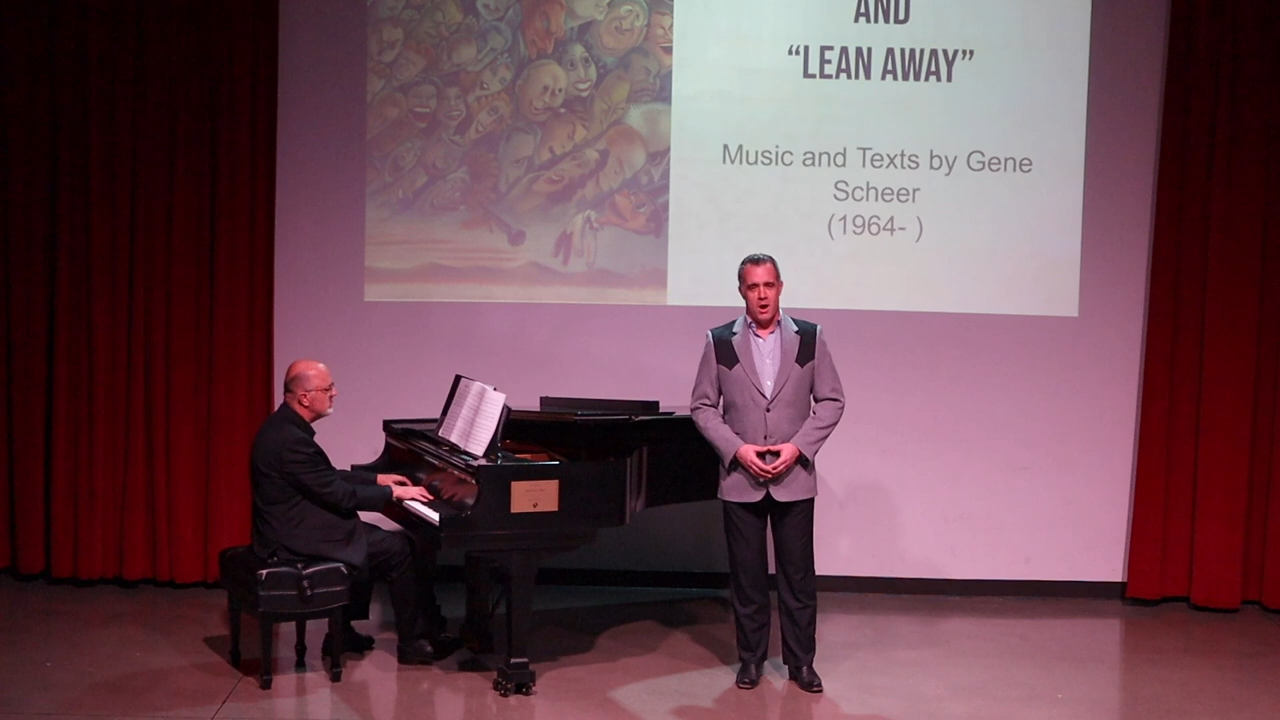 AND
“LEAN AWAY”
Music and Texts by Gene
Scheer
(1964- )